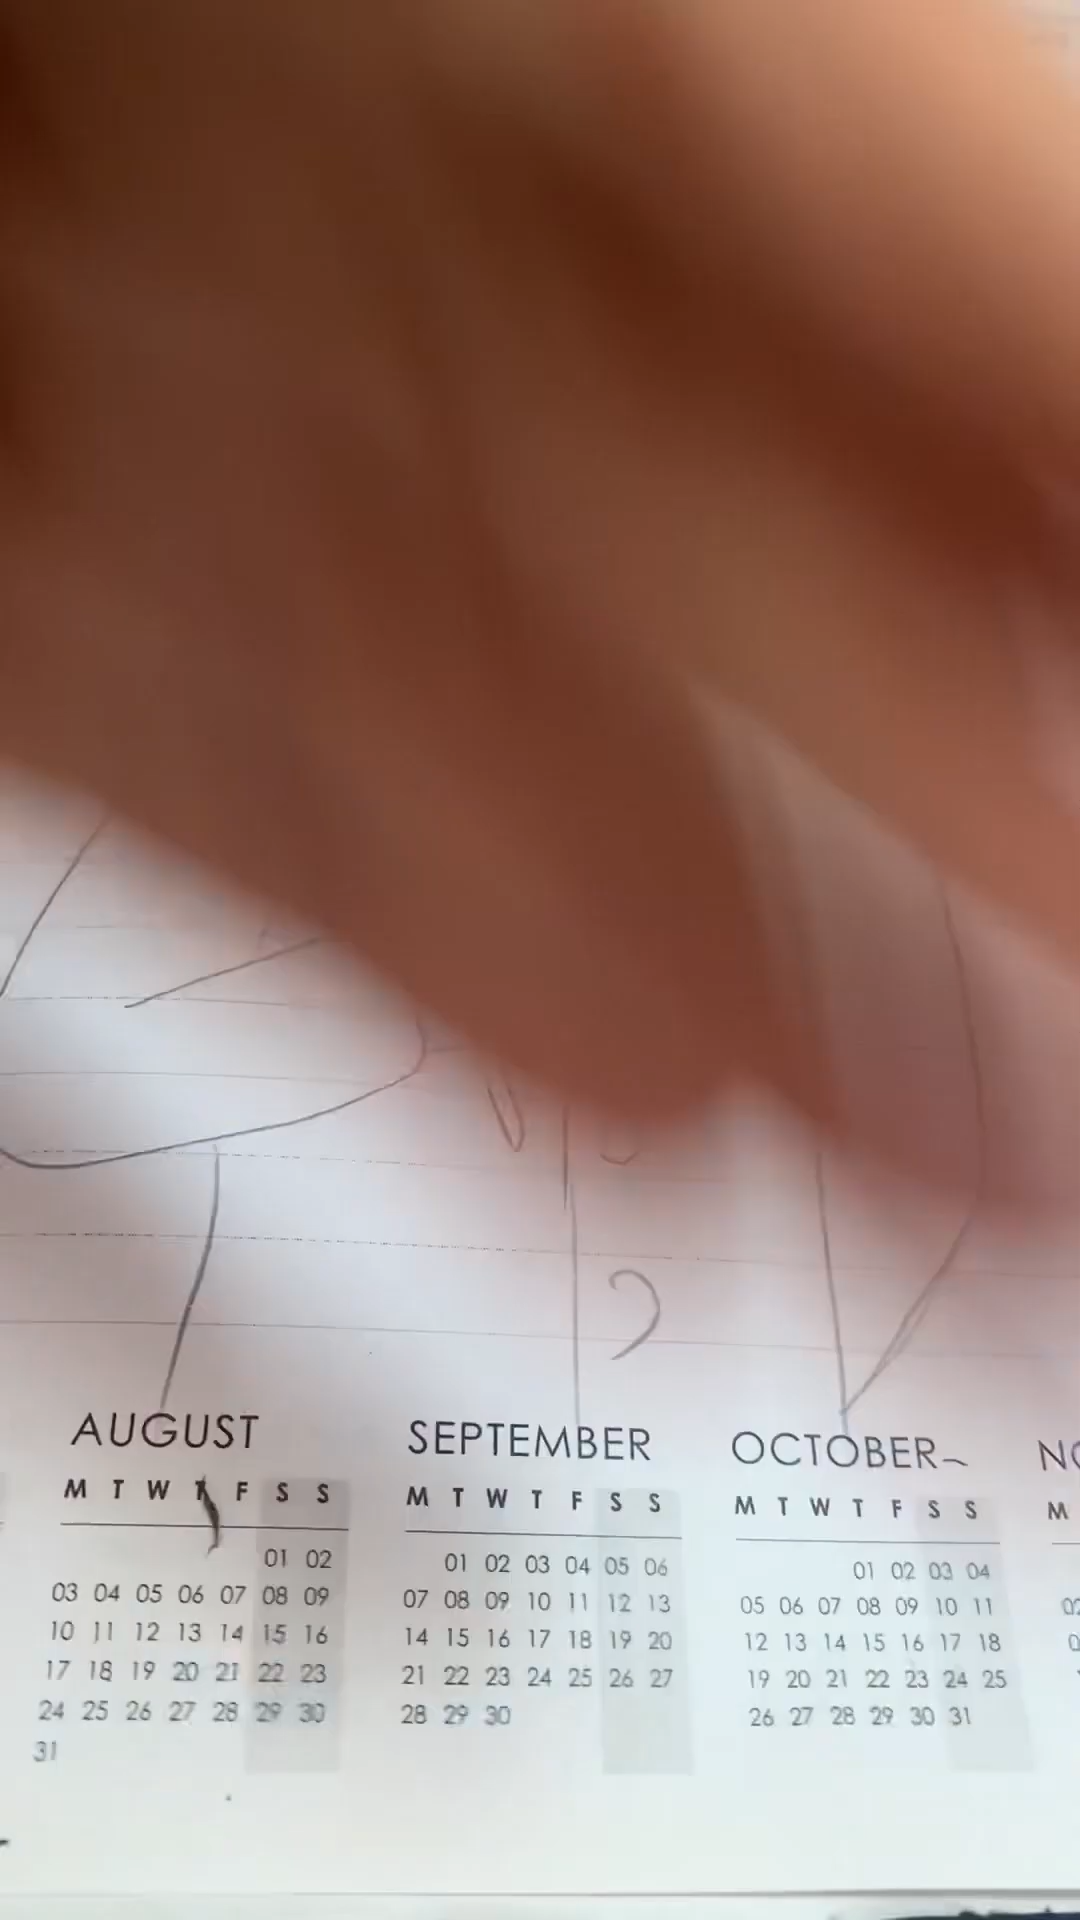 AUGUST SEPTEMBER OCTOBER
M T W T F S S M T W T F S S M T W T F S S M
01 02 01 02 03 04 05 06 01 02 03 04
03 04 05 06 07 08 09 07 08 09 10 11 12 13 05 06 07 08 09 10 11
10 11 12 13 14 15 16 14 15 16 17 18 19 20 12 13 14 15 16 17 18
17 18 19 20 21 22 23 21 22 23 24 25 26 27 19 20 21 22 23 24 25
24 25 26 27 28 29 30 28 29 30 26 27 28 29 30 31
31